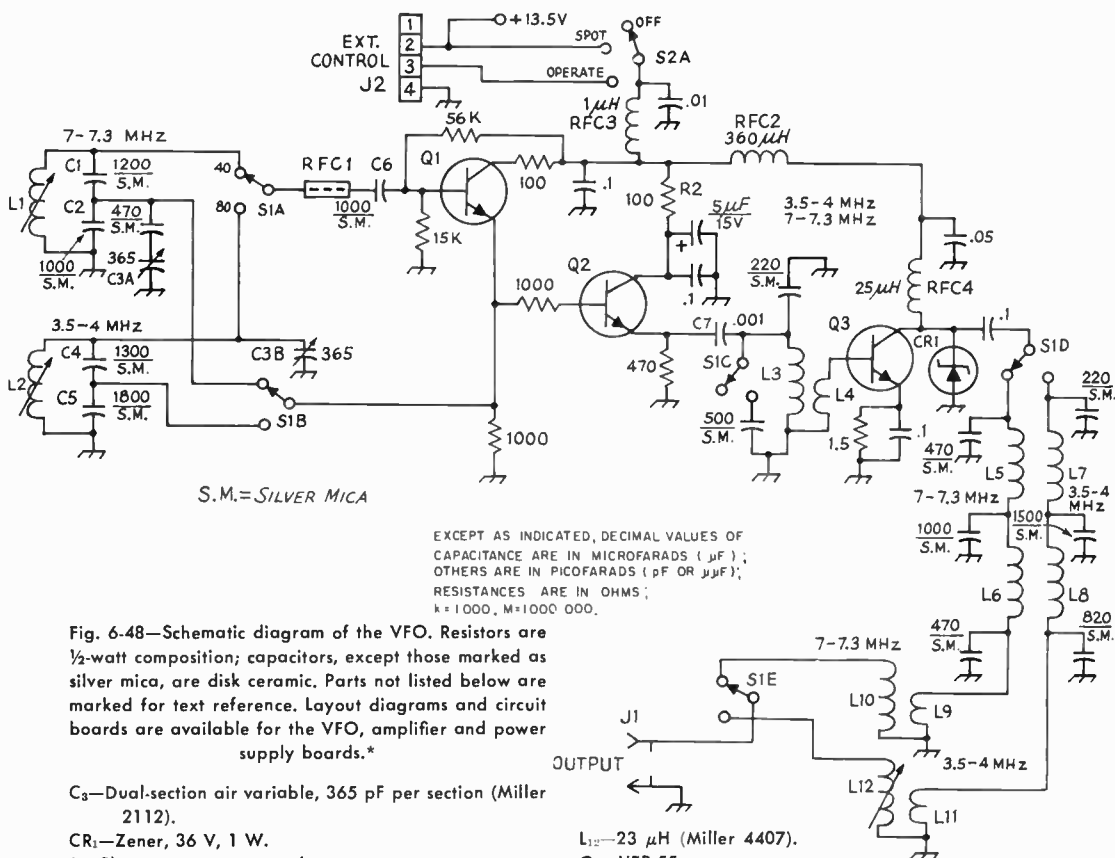 1
2
3
4
EXT.
CONTROL
J2
+13.5V
SPOT
OPERATE
OFF
S2A
.01
1µH
RFC3
RFC2
360µH
56K
7-7.3 MHz
C1
1200
S.M.
L1
C2
470
S.M.
365
C3A
1000
S.M.
40
80
S1A
RFC1
C6
1000
S.M.
Q1
15K
100
.1
100
R2
5µF
15V
+
.1
3.5-4 MHz
7-7.3 MHz
.05
25µH
RFC4
Q2
1000
470
C7
.001
220
S.M.
S1C
L3
L4
500
S.M.
Q3
CR1
.1
1.5
.1
S1D
220
S.M.
470
S.M.
L5
L7
7-7.3 MHz
3.5-4
MHz
1000
S.M.
1500
S.M.
L6
L8
470
S.M.
820
S.M.
3.5-4 MHz
L2
C4
1300
S.M.
C5
1800
S.M.
C3B
365
S1B
1000
S.M.=SILVER MICA
EXCEPT AS INDICATED, DECIMAL VALUES OF
CAPACITANCE ARE IN MICROFARADS (µF);
OTHERS ARE IN PICOFARADS (pF OR µµF);
RESISTANCES ARE IN OHMS;
k=1000, M=1000 000.
7-7.3 MHz
S1E
L10
L9
J1
OUTPUT
3.5-4 MHz
L12
L11
Fig. 6-48—Schematic diagram of the VFO. Resistors are
½-watt composition; capacitors, except those marked as
silver mica, are disk ceramic. Parts not listed below are
marked for text reference. Layout diagrams and circuit
boards are available for the VFO, amplifier and power
supply boards.*
C3—Dual-section air variable, 365 pF per section (Miller
2112).
CR1—Zener, 36 V, 1 W.
L12—23 µH (Miller 4407).